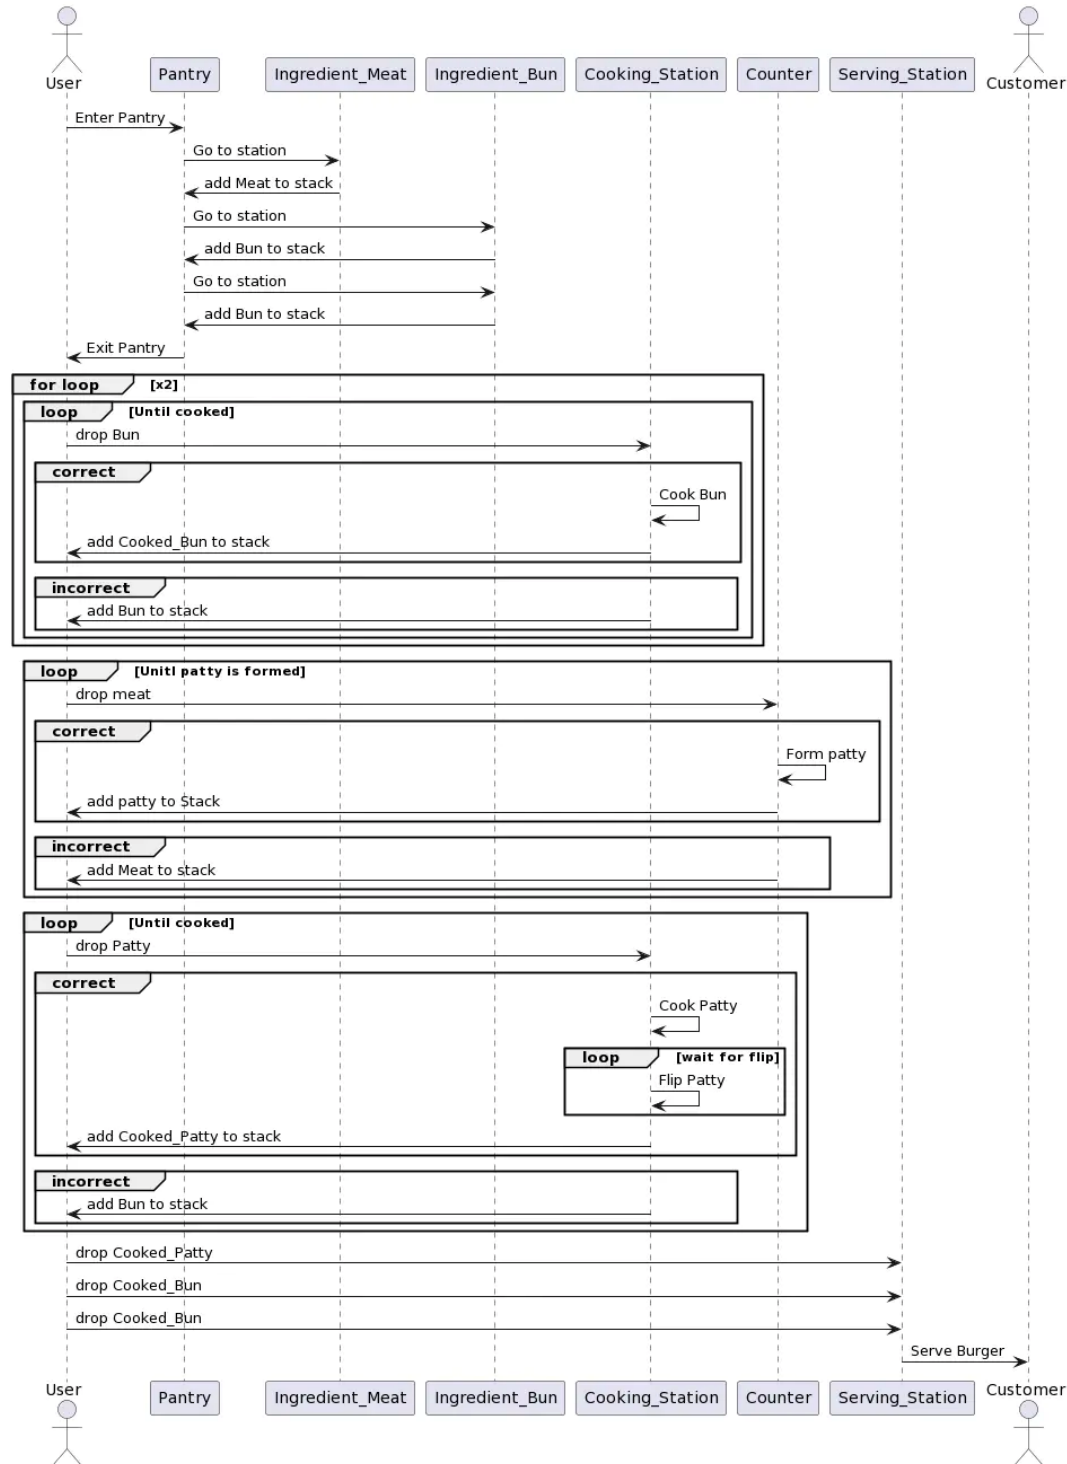 User
Pantry
Ingredient_Meat
Ingredient_Bun
Cooking_Station
Counter
Serving_Station
Customer
Enter Pantry
Go to station
add Meat to stack
Go to station
add Bun to stack
Go to station
add Bun to stack
Exit Pantry
for loop [x2]
loop [Until cooked]
drop Bun
correct
Cook Bun
add Cooked_Bun to stack
incorrect
add Bun to stack
loop [Unitl patty is formed]
drop meat
correct
Form patty
add patty to Stack
incorrect
add Meat to stack
loop [Until cooked]
drop Patty
correct
Cook Patty
loop [wait for flip]
Flip Patty
add Cooked_Patty to stack
incorrect
add Bun to stack
drop Cooked_Patty
drop Cooked_Bun
drop Cooked_Bun
Serve Burger
User
Pantry
Ingredient_Meat
Ingredient_Bun
Cooking_Station
Counter
Serving_Station
Customer